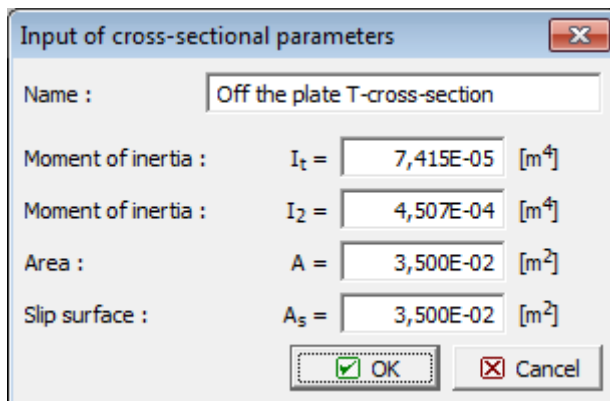 Input of cross-sectional parameters
Name : Off the plate T-cross-section
Moment of inertia : Iₜ = 7,415E-05 [m⁴]
Moment of inertia : I₂ = 4,507E-04 [m⁴]
Area : A = 3,500E-02 [m²]
Slip surface : Aₛ = 3,500E-02 [m²]
OK Cancel